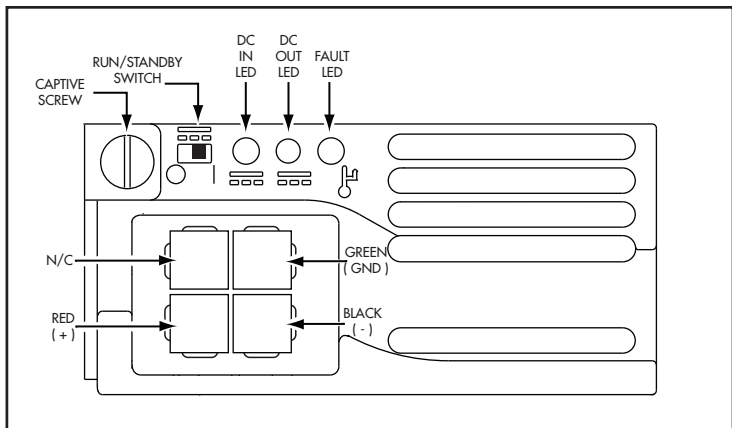 CAPTIVE
SCREW
RUN/STANDBY
SWITCH
DC
IN
LED
DC
OUT
LED
FAULT
LED
N/C
GREEN
( GND )
RED
( + )
BLACK
( - )